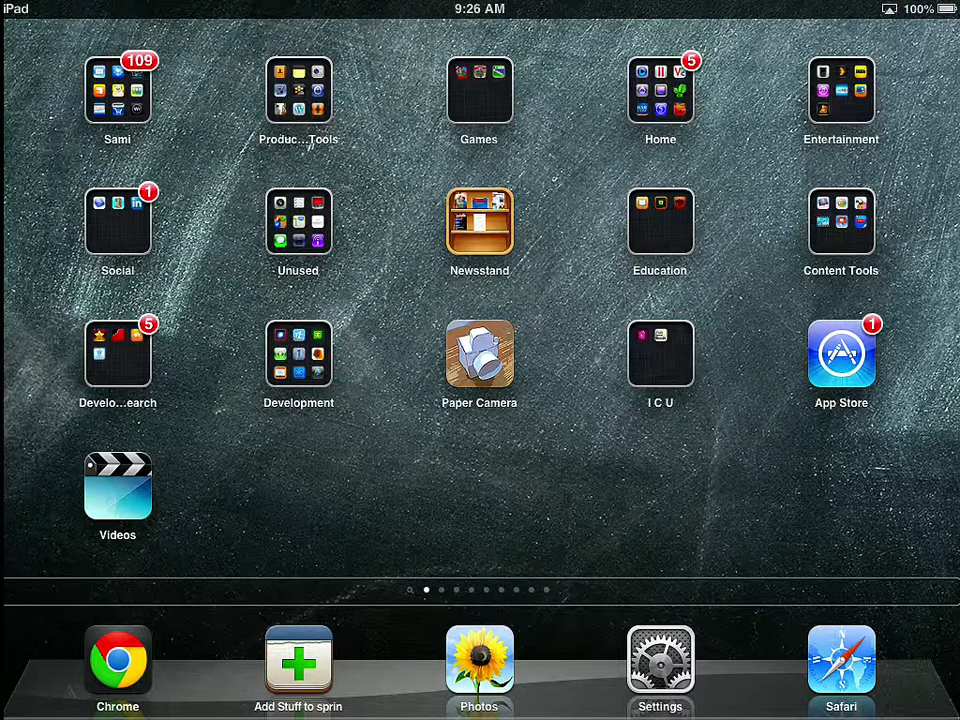 iPad 9:26 AM 100%
109 5
Sami Produc...Tools Games Home Entertainment
1
Social Unused Newsstand Education Content Tools
5 1
Develo...earch Development Paper Camera I C U App Store
Videos
Chrome Add Stuff to sprin Photos Settings Safari